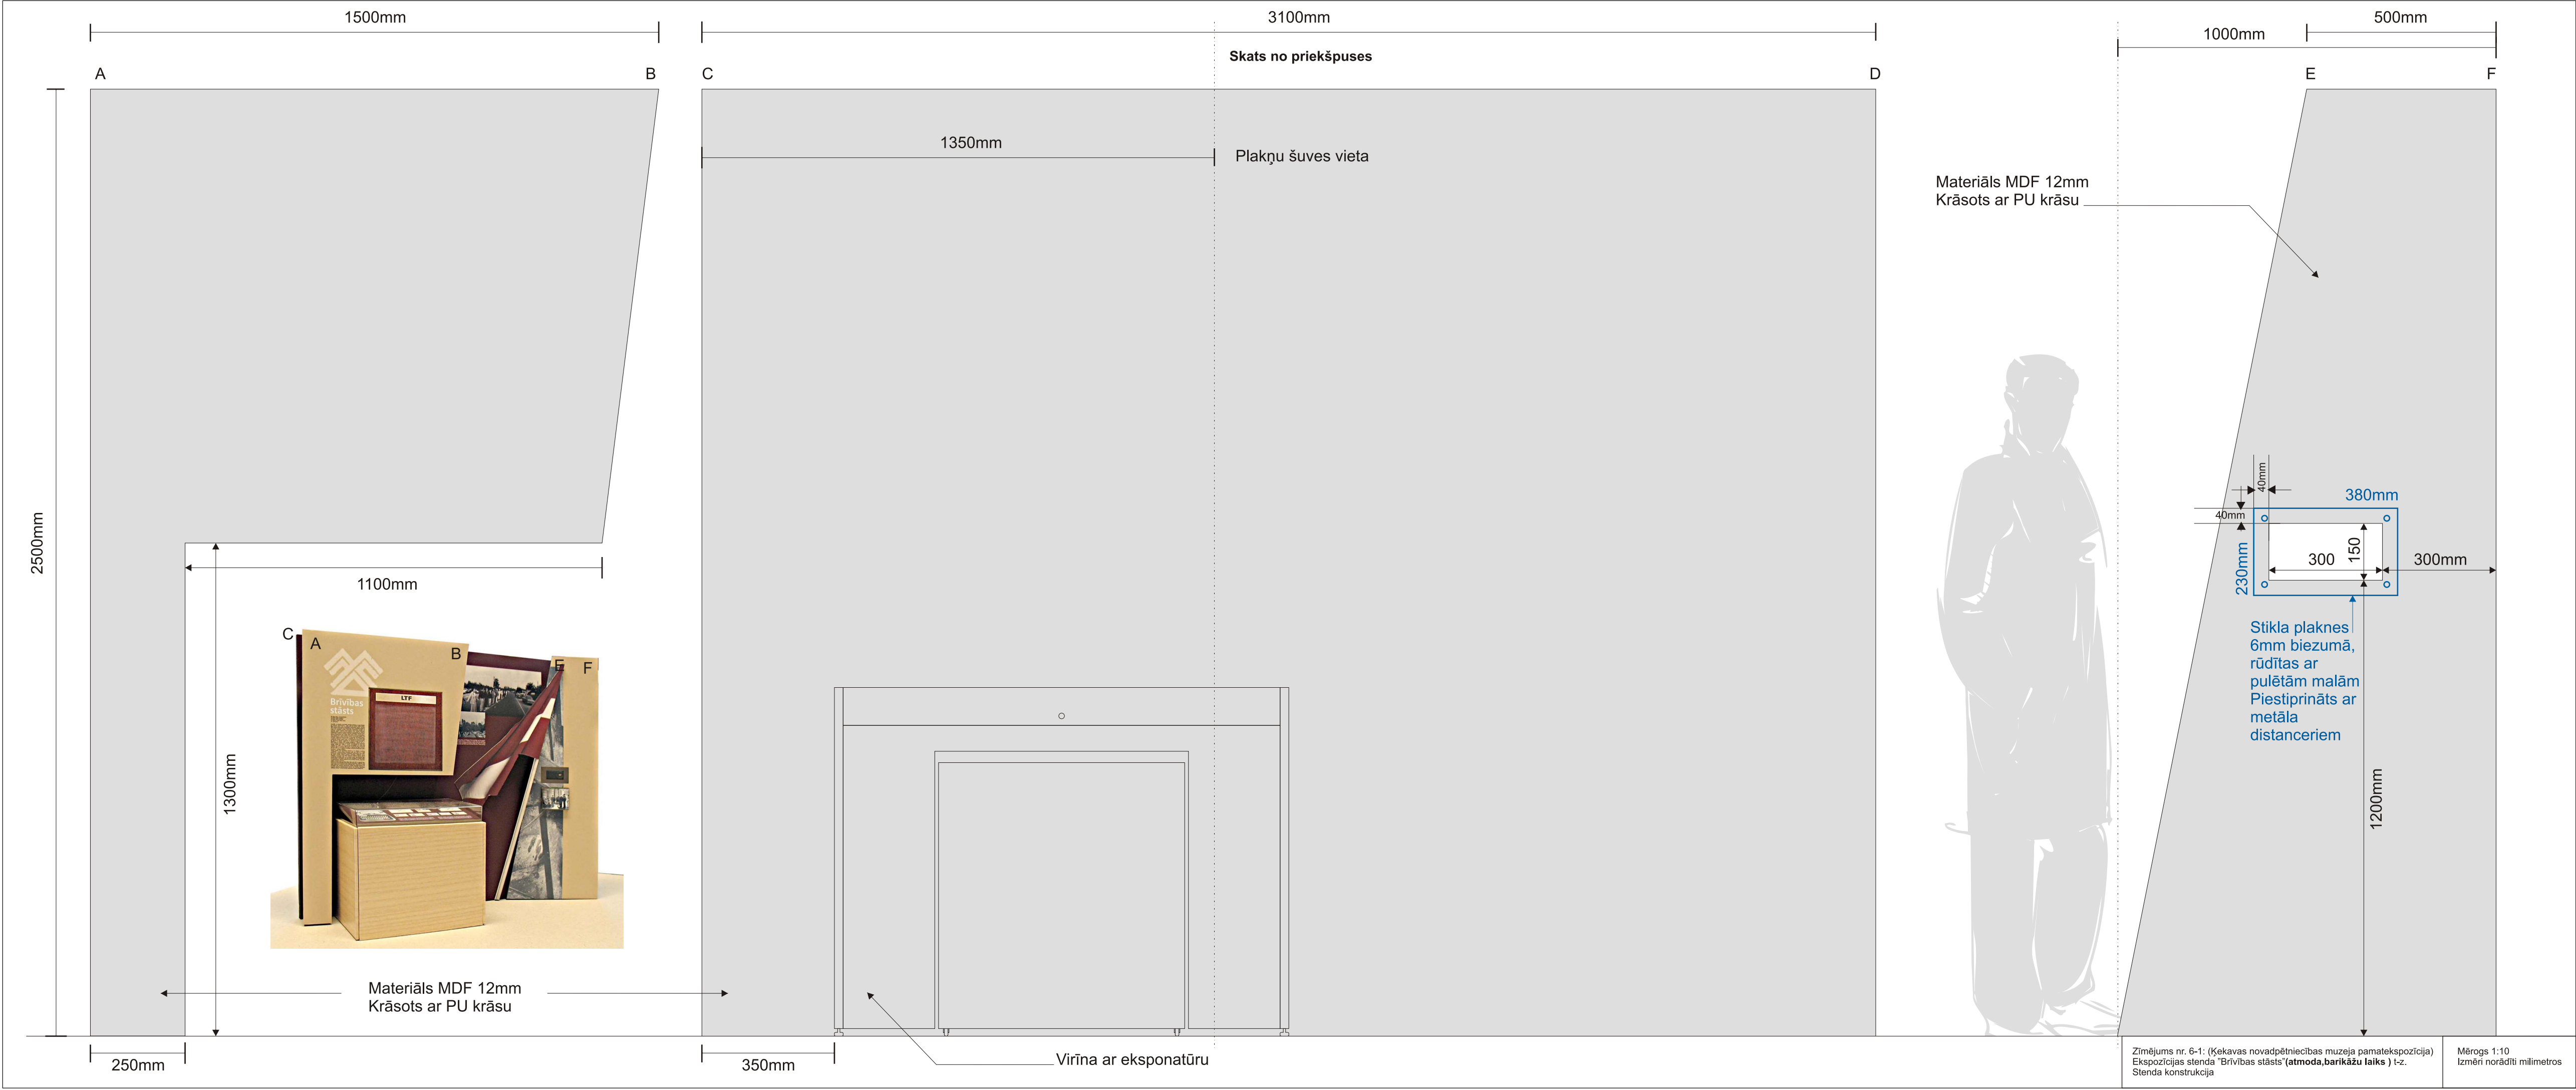 1500mm
3100mm
500mm
1000mm
Skats no priekšpuses
A
B
C
D
E
F
1350mm
Plakņu šuves vieta
Materiāls MDF 12mm
Krāsots ar PU krāsu
2500mm
40mm
380mm
40mm
300
150
300mm
230mm
1100mm
Stikla plaknes
6mm biezumā,
rūdītas ar
pulētām malām
Piestiprināts ar
metāla
distanceriem
C
A
B
E
F
LTF
Brīvības
stāsts
1300mm
1200mm
Materiāls MDF 12mm
Krāsots ar PU krāsu
250mm
350mm
Virīna ar eksponatūru
Zīmējums nr. 6-1: (Ķekavas novadpētniecības muzeja pamatekspozīcija)
Ekspozīcijas stenda "Brīvības stāsts"(atmoda,barikāžu laiks ) t-z.
Stenda konstrukcija
Mērogs 1:10
Izmēri norādīti milimetros